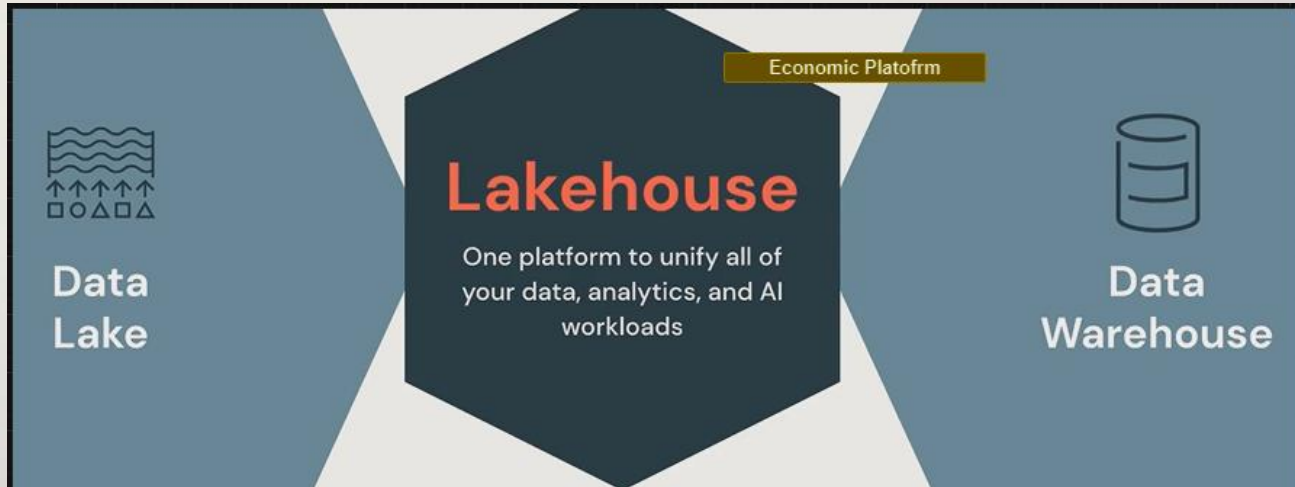 Economic Platofrm
Lakehouse
One platform to unify all of
your data, analytics, and AI
workloads
Data
Lake
Data
Warehouse